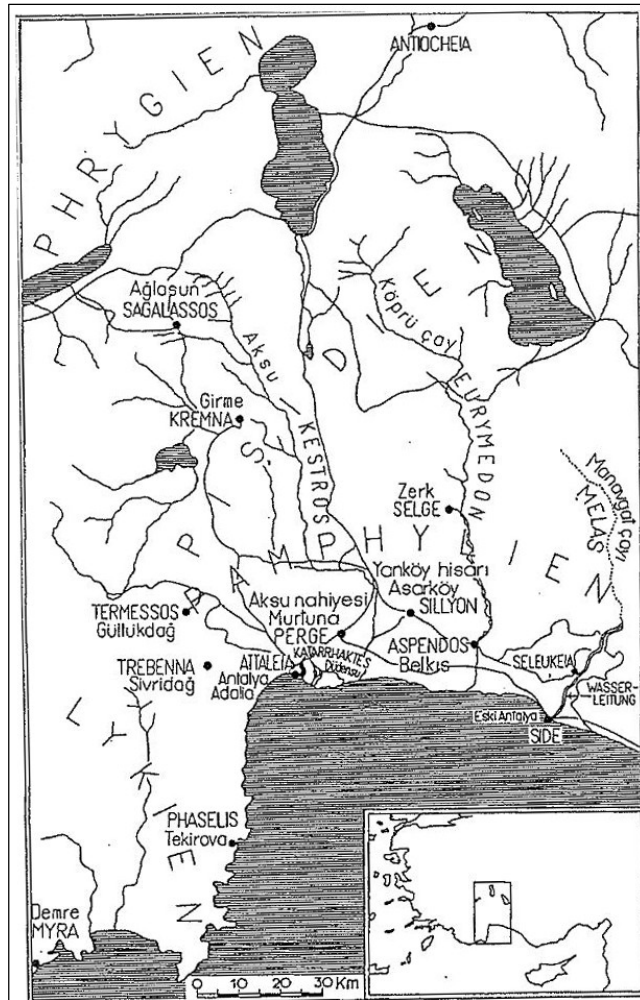 ANTIOCHEIA
PHRYGIEN
Ağlasun
SAGALASSOS
Aksu
Köprü çay
Girme
KREMNA
KESTROS
EURYMEDON
PISIDIEN
Zerk
SELGE
Manavgat çayı
MELAS
PAMPHYLIEN
Yanköy hisarı
Asarköy
SILLYON
Aksu nahiyesi
Murtuna
PERGE
TERMESSOS
Güllükdağ
KATARRHAKTES
Düdensu
ASPENDOS
Belkıs
TREBENNA
Sivridağ
ATTALEIA
Antalya
Adalia
SELEUKEIA
WASSER-
LEITUNG
Eski Antalya
SIDE
LYKIEN
PHASELIS
Tekirova
Demre
MYRA
0 10 20 30 Km